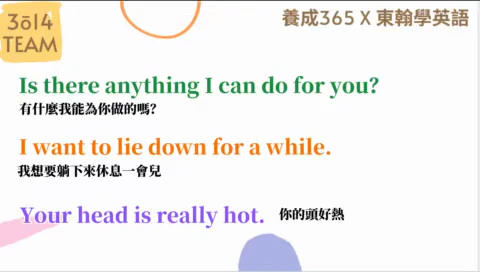 3ō14
TEAM
養成365 X 東翰學英語
Is there anything I can do for you?
有什麼我能為你做的嗎?
I want to lie down for a while.
我想要躺下來休息一會兒
Your head is really hot. 你的頭好熱